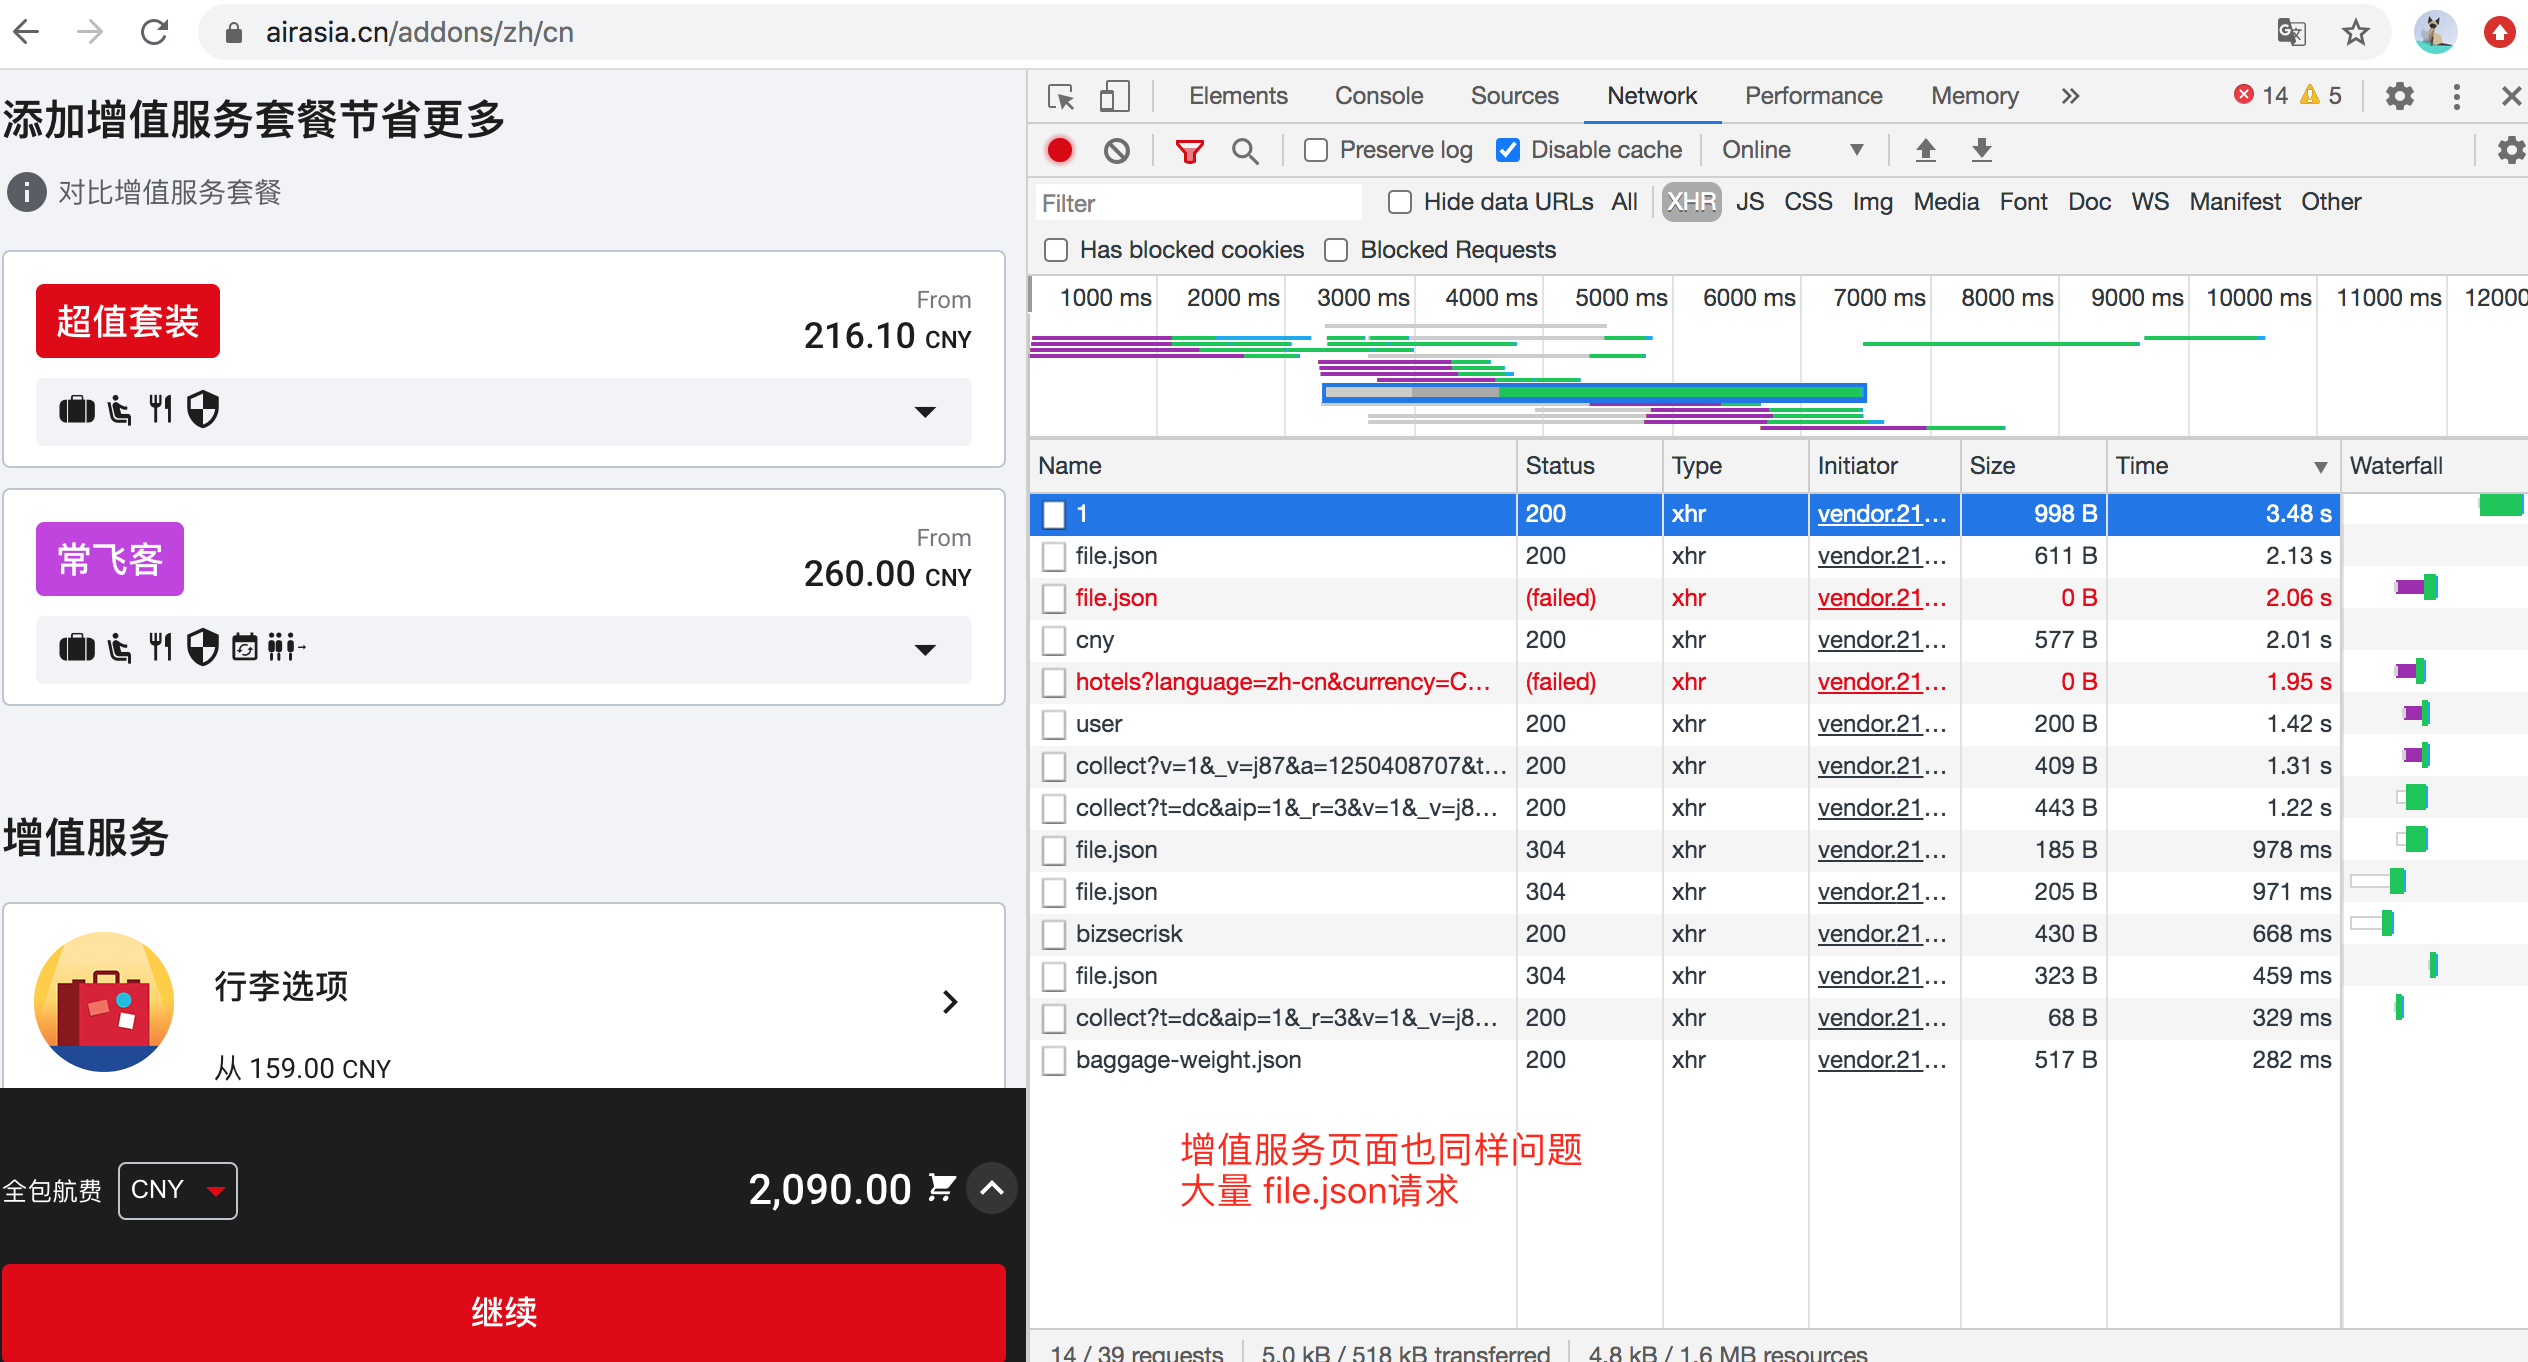 airasia.cn/addons/zh/cn
添加增值服务套餐节省更多
对比增值服务套餐
超值套装
From
216.10 CNY
常飞客
From
260.00 CNY
增值服务
行李选项
从 159.00 CNY
全包航费 CNY 2,090.00
继续
Elements Console Sources Network Performance Memory 14 5
Preserve log Disable cache Online
Filter Hide data URLs All XHR JS CSS Img Media Font Doc WS Manifest Other
Has blocked cookies Blocked Requests
1000 ms 2000 ms 3000 ms 4000 ms 5000 ms 6000 ms 7000 ms 8000 ms 9000 ms 10000 ms 11000 ms 12000
Name Status Type Initiator Size Time Waterfall
1 200 xhr vendor.21… 998 B 3.48 s
file.json 200 xhr vendor.21… 611 B 2.13 s
file.json (failed) xhr vendor.21… 0 B 2.06 s
cny 200 xhr vendor.21… 577 B 2.01 s
hotels?language=zh-cn&currency=C… (failed) xhr vendor.21… 0 B 1.95 s
user 200 xhr vendor.21… 200 B 1.42 s
collect?v=1&_v=j87&a=1250408707&t… 200 xhr vendor.21… 409 B 1.31 s
collect?t=dc&aip=1&_r=3&v=1&_v=j8… 200 xhr vendor.21… 443 B 1.22 s
file.json 304 xhr vendor.21… 185 B 978 ms
file.json 304 xhr vendor.21… 205 B 971 ms
bizsecrisk 200 xhr vendor.21… 430 B 668 ms
file.json 304 xhr vendor.21… 323 B 459 ms
collect?t=dc&aip=1&_r=3&v=1&_v=j8… 200 xhr vendor.21… 68 B 329 ms
baggage-weight.json 200 xhr vendor.21… 517 B 282 ms
增值服务页面也同样问题
大量 file.json请求
14 / 39 requests 5.0 kB / 518 kB transferred 4.8 kB / 1.6 MB resources